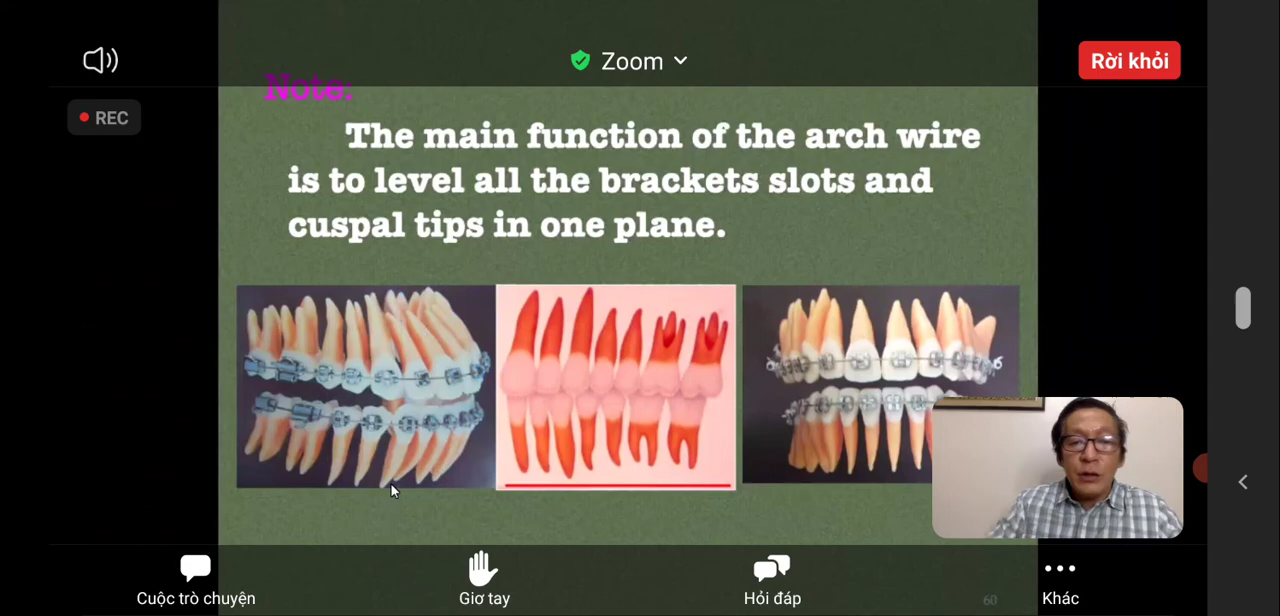 Zoom
Rời khỏi
REC
Note:
The main function of the arch wire
is to level all the brackets slots and
cuspal tips in one plane.
Cuộc trò chuyện
Giơ tay
Hỏi đáp
Khác
60